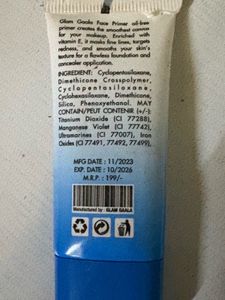 Glam Gaala Face Primer oil-free
primer creates the smoothest canvas
for your makeup. Enriched with
vitamin E, it masks fine lines, targets
redness, and smooths your skin's
texture for a flawless foundation and
concealer application.
INGREDIENT: Cyclopentasiloxane,
Dimethicone Crosspolymer,
Cyclopentasiloxane,
Cyclohexasiloxane, Dimethicone,
Silica, Phenoxyethanol. MAY
CONTAIN/PEUT CONTENIR (+/-):
Titanium Dioxide (CI 77288),
Manganese Violet (CI 77742),
Ultramarines (CI 77007), Iron
Oxides (CI 77491, 77492, 77499),
MFG DATE : 11/2023
EXP. DATE : 10/2026
M.R.P. : 199/-
Manufactured by : GLAM GAALA